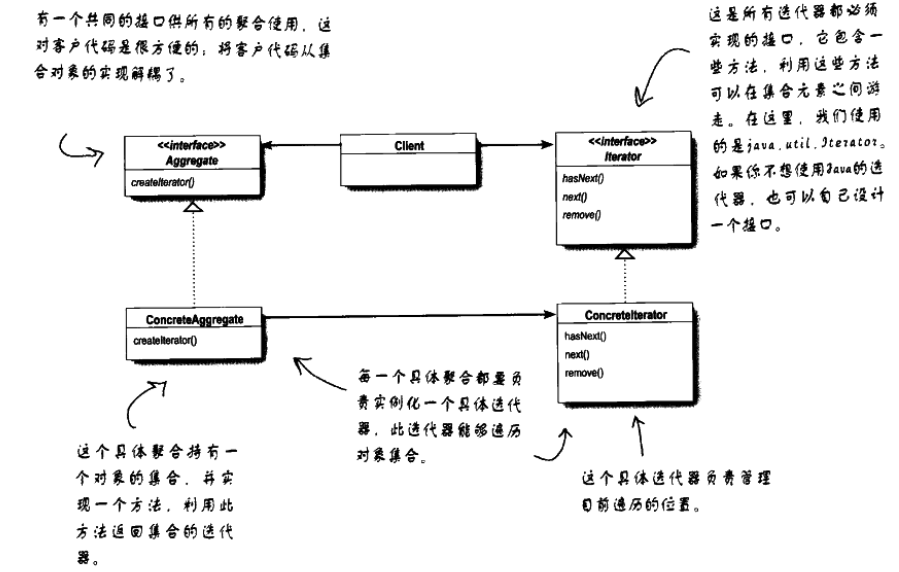 有一个共同的接口供所有的聚合使用，这
对客户代码是很方便的；将客户代码从集
合对象的实现解耦了。
这是所有迭代器都必须
实现的接口，它包含一
些方法，利用这些方法
可以在集合元素之间游
走。在这里，我们使用
的是java.util.Iterator。
如果你不想使用Java的迭
代器，也可以自己设计
一个接口。
<<interface>>
Aggregate
createIterator()
Client
<<interface>>
Iterator
hasNext()
next()
remove()
ConcreteAggregate
createIterator()
ConcreteIterator
hasNext()
next()
remove()
每一个具体聚合都要负
责实例化一个具体迭代
器，此迭代器能够遍历
对象集合。
这个具体聚合持有一
个对象的集合，并实
现一个方法，利用此
方法返回集合的迭代
器。
这个具体迭代器负责管理
目前遍历的位置。